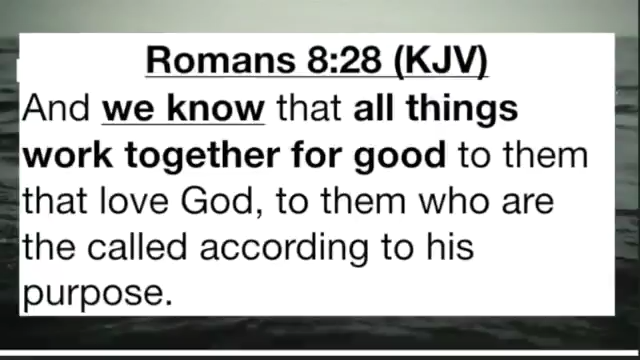 Romans 8:28 (KJV)
And we know that all things
work together for good to them
that love God, to them who are
the called according to his
purpose.